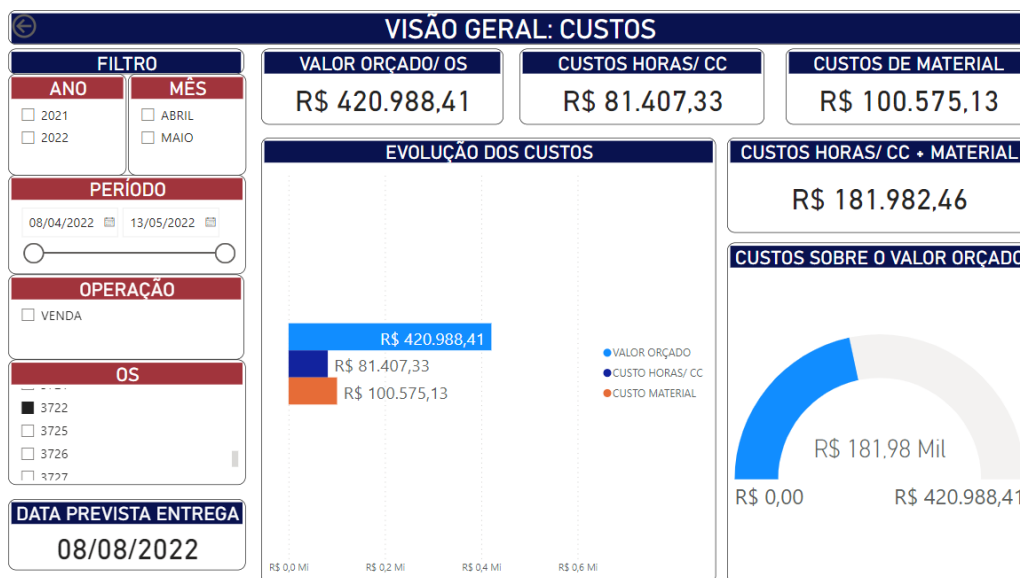 VISÃO GERAL: CUSTOS
FILTRO
ANO
2021
2022
MÊS
ABRIL
MAIO
PERÍODO
08/04/2022 13/05/2022
OPERAÇÃO
VENDA
OS
3722
3725
3726
3727
DATA PREVISTA ENTREGA
08/08/2022
VALOR ORÇADO/ OS
R$ 420.988,41
CUSTOS HORAS/ CC
R$ 81.407,33
CUSTOS DE MATERIAL
R$ 100.575,13
EVOLUÇÃO DOS CUSTOS
R$ 420.988,41
R$ 81.407,33
R$ 100.575,13
VALOR ORÇADO
CUSTO HORAS/ CC
CUSTO MATERIAL
R$ 0,0 Mi R$ 0,2 Mi R$ 0,4 Mi R$ 0,6 Mi
CUSTOS HORAS/ CC + MATERIAL
R$ 181.982,46
CUSTOS SOBRE O VALOR ORÇADO
R$ 181,98 Mil
R$ 0,00 R$ 420.988,41